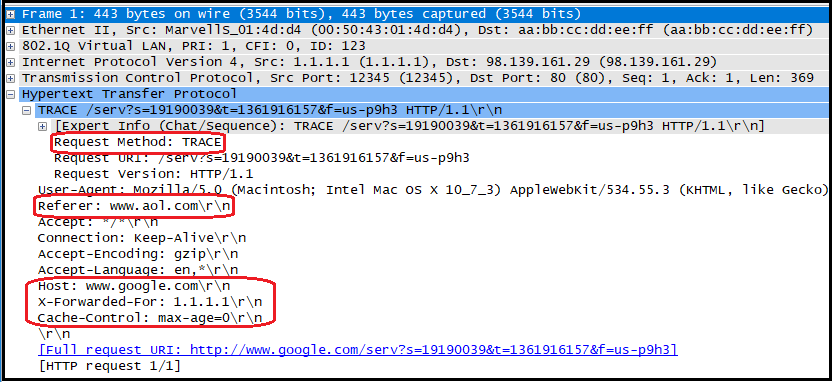 Frame 1: 443 bytes on wire (3544 bits), 443 bytes captured (3544 bits)
Ethernet II, Src: MarvellS_01:4d:d4 (00:50:43:01:4d:d4), Dst: aa:bb:cc:dd:ee:ff (aa:bb:cc:dd:ee:ff)
802.1Q Virtual LAN, PRI: 1, CFI: 0, ID: 123
Internet Protocol Version 4, Src: 1.1.1.1 (1.1.1.1), Dst: 98.139.161.29 (98.139.161.29)
Transmission Control Protocol, Src Port: 12345 (12345), Dst Port: 80 (80), Seq: 1, Ack: 1, Len: 369
Hypertext Transfer Protocol
TRACE /serv?s=19190039&t=1361916157&f=us-p9h3 HTTP/1.1\r\n
[Expert Info (Chat/Sequence): TRACE /serv?s=19190039&t=1361916157&f=us-p9h3 HTTP/1.1\r\n]
Request Method: TRACE
Request URI: /serv?s=19190039&t=1361916157&f=us-p9h3
Request Version: HTTP/1.1
User-Agent: Mozilla/5.0 (Macintosh; Intel Mac OS X 10_7_3) AppleWebKit/534.55.3 (KHTML, like Gecko)
Referer: www.aol.com\r\n
Accept: */*\r\n
Connection: Keep-Alive\r\n
Accept-Encoding: gzip\r\n
Accept-Language: en,*\r\n
Host: www.google.com\r\n
X-Forwarded-For: 1.1.1.1\r\n
Cache-Control: max-age=0\r\n
\r\n
[Full request URI: http://www.google.com/serv?s=19190039&t=1361916157&f=us-p9h3]
[HTTP request 1/1]